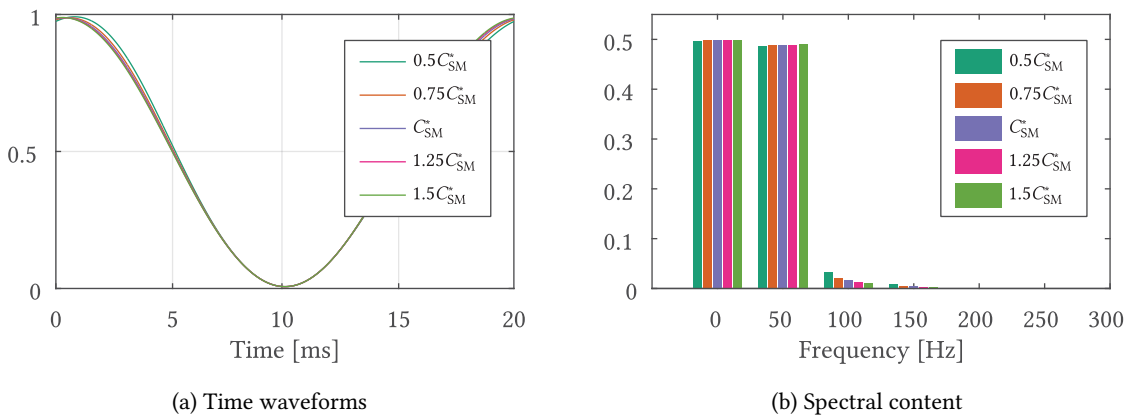 1
0.5
0
0 5 10 15 20
Time [ms]
0.5C*SM
0.75C*SM
C*SM
1.25C*SM
1.5C*SM
(a) Time waveforms
0.5
0.4
0.3
0.2
0.1
0
0 50 100 150 200 250 300
Frequency [Hz]
0.5C*SM
0.75C*SM
C*SM
1.25C*SM
1.5C*SM
(b) Spectral content